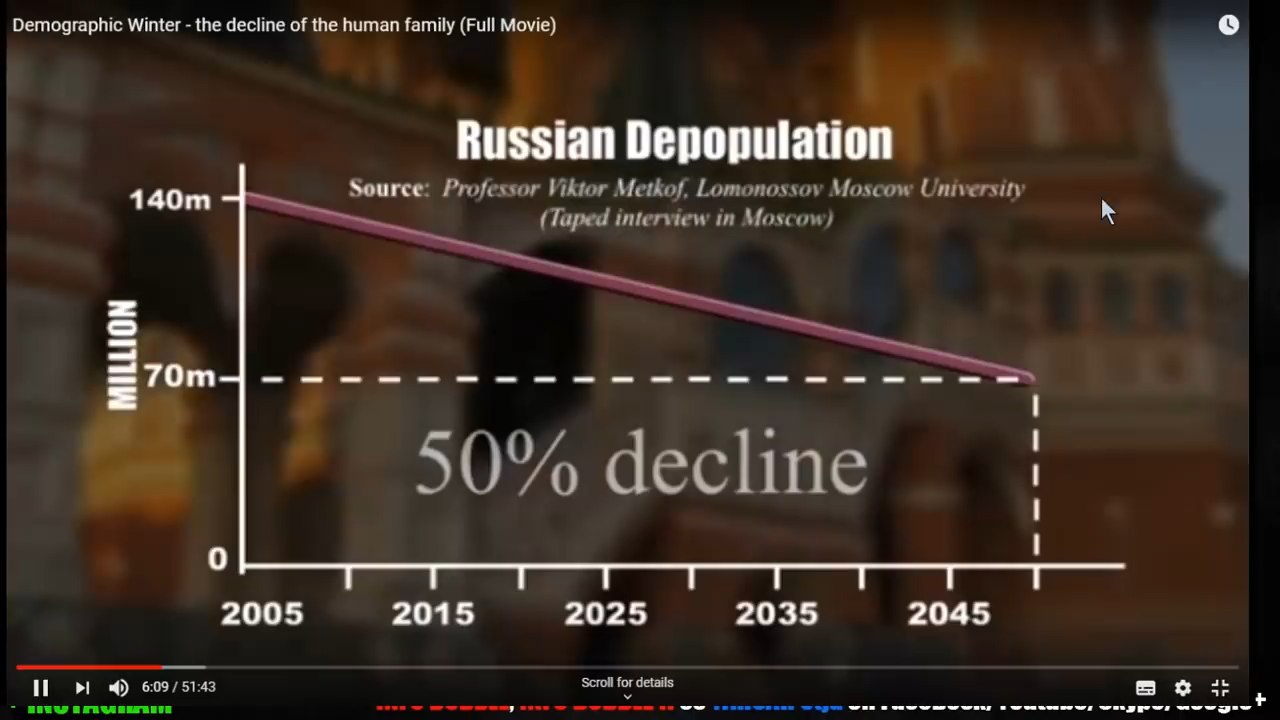 Demographic Winter - the decline of the human family (Full Movie)
Russian Depopulation
Source: Professor Viktor Metkof, Lomonossov Moscow University
(Taped interview in Moscow)
140m
MILLION
70m
50% decline
0
2005 2015 2025 2035 2045
6:09 / 51:43
Scroll for details
INSTAGRAM